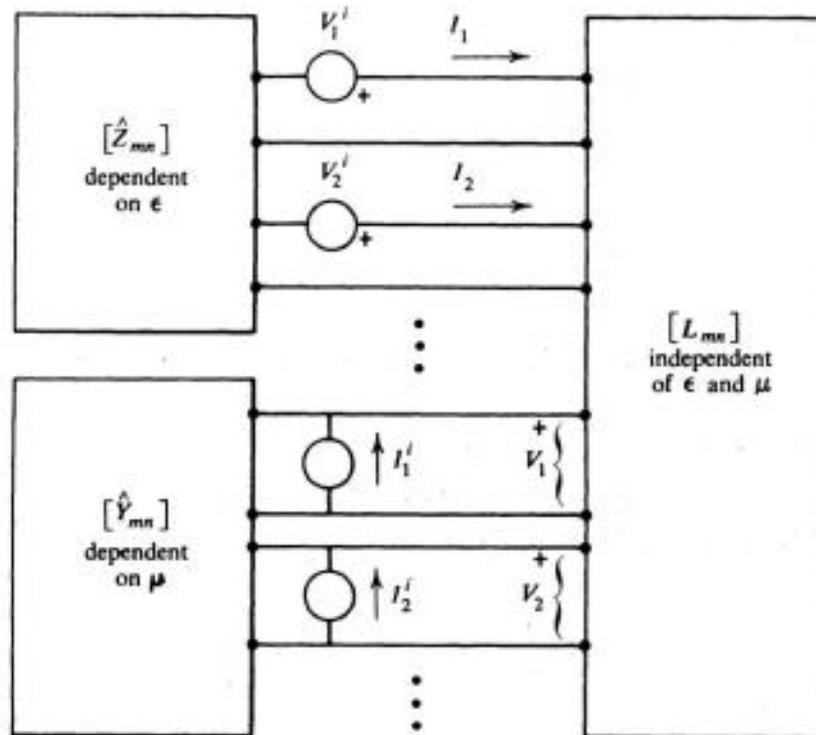 V₁ⁱ
I₁
+
[Ẑₘₙ]
dependent
on ε
V₂ⁱ
I₂
+
[Lₘₙ]
independent
of ε and μ
+
I₁ⁱ
V₁
[Ŷₘₙ]
dependent
on μ
+
I₂ⁱ
V₂